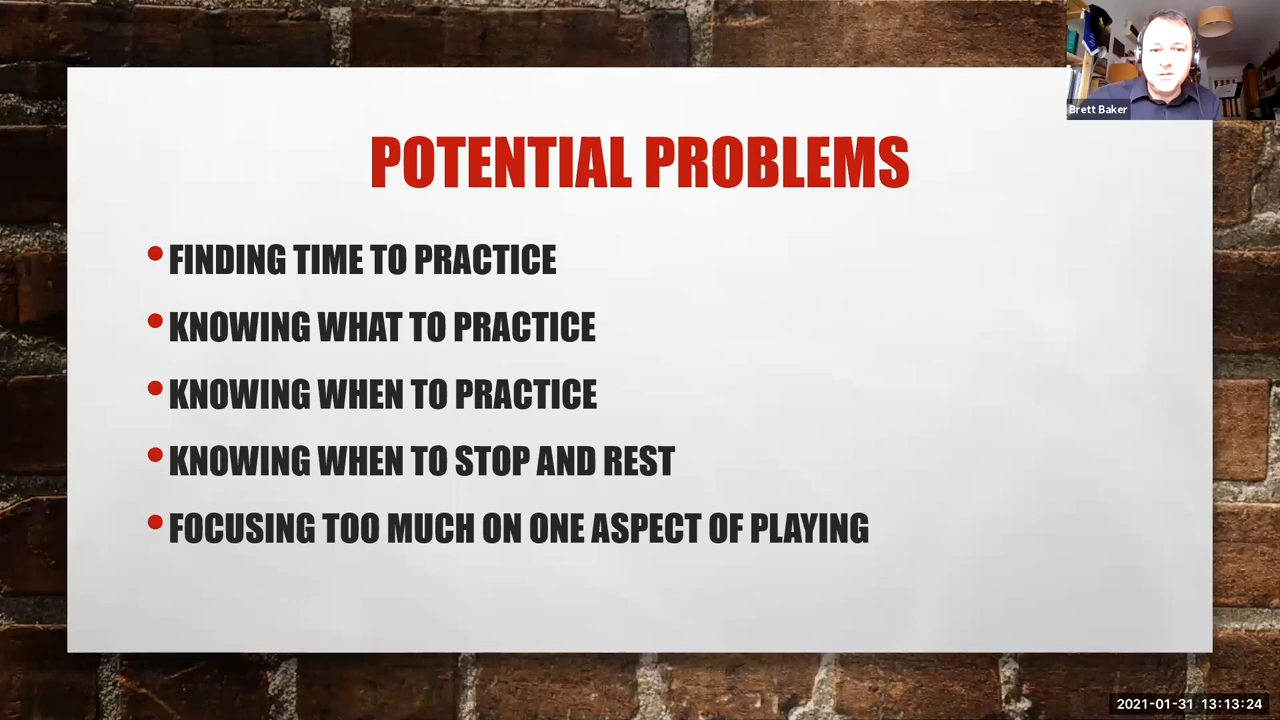 Brett Baker
POTENTIAL PROBLEMS
• FINDING TIME TO PRACTICE
• KNOWING WHAT TO PRACTICE
• KNOWING WHEN TO PRACTICE
• KNOWING WHEN TO STOP AND REST
• FOCUSING TOO MUCH ON ONE ASPECT OF PLAYING
2021-01-31 13:13:24